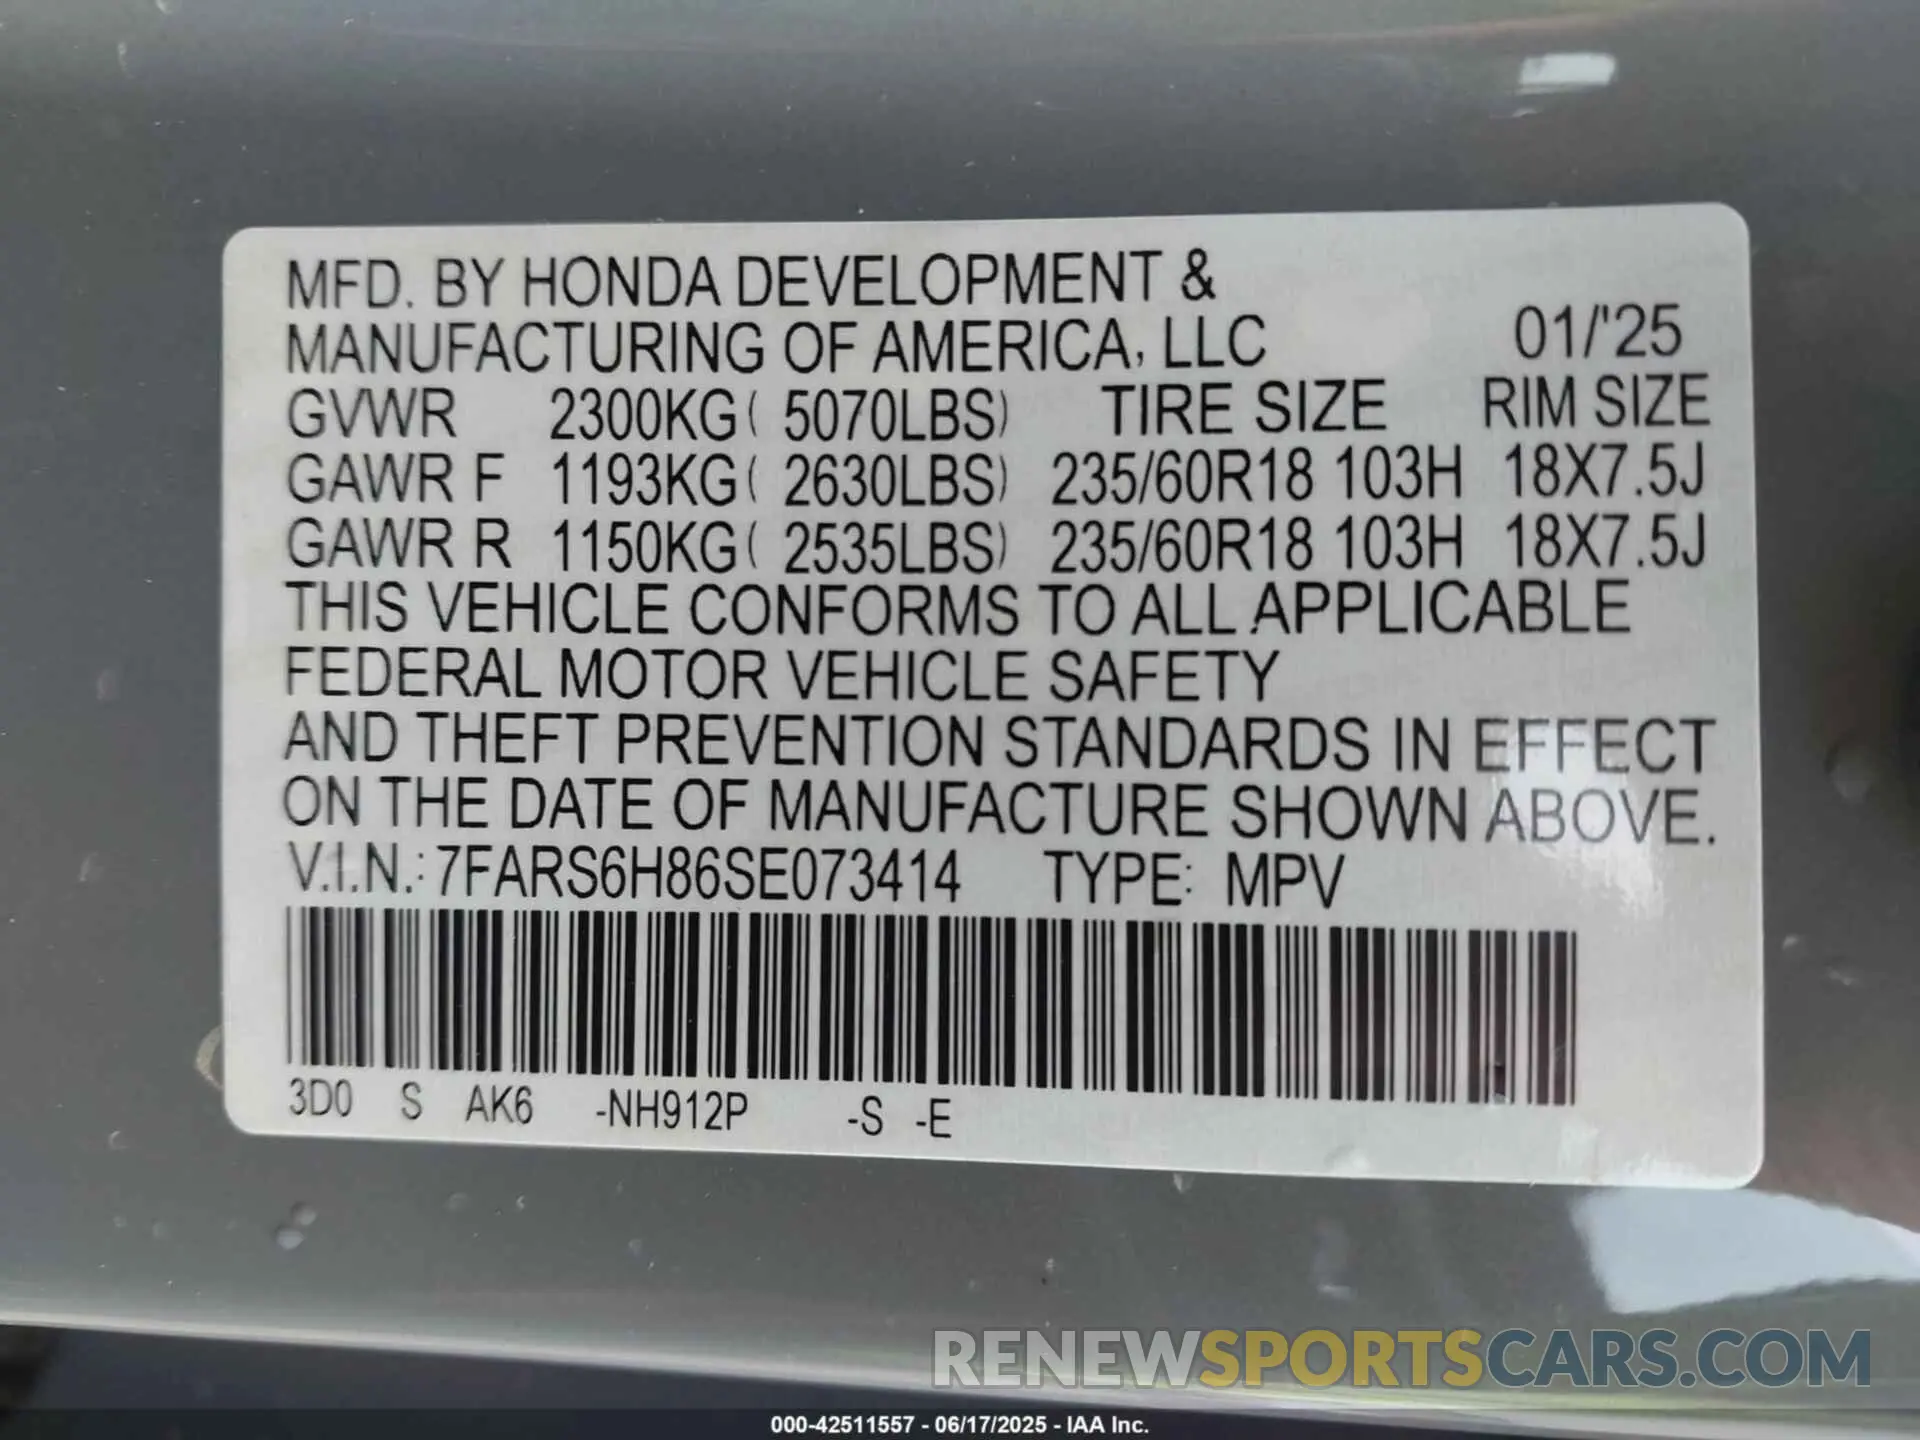 MFD. BY HONDA DEVELOPMENT &
MANUFACTURING OF AMERICA, LLC 01/'25
GVWR 2300KG( 5070LBS) TIRE SIZE RIM SIZE
GAWR F 1193KG( 2630LBS) 235/60R18 103H 18X7.5J
GAWR R 1150KG( 2535LBS) 235/60R18 103H 18X7.5J
THIS VEHICLE CONFORMS TO ALL APPLICABLE
FEDERAL MOTOR VEHICLE SAFETY
AND THEFT PREVENTION STANDARDS IN EFFECT
ON THE DATE OF MANUFACTURE SHOWN ABOVE.
V.I.N.: 7FARS6H86SE073414 TYPE: MPV
3D0 S AK6 -NH912P -S -E
RENEWSPORTSCARS.COM
000-42511557 - 06/17/2025 - IAA Inc.